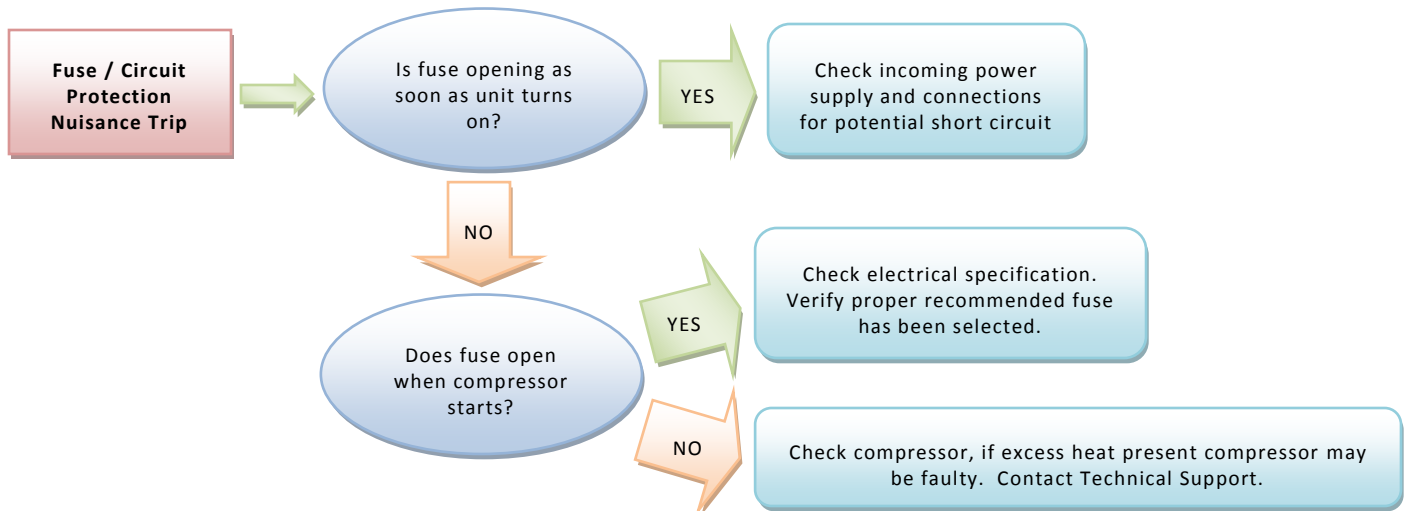 Fuse / Circuit
Protection
Nuisance Trip
Is fuse opening as
soon as unit turns
on?
YES
Check incoming power
supply and connections
for potential short circuit
NO
Does fuse open
when compressor
starts?
YES
Check electrical specification.
Verify proper recommended fuse
has been selected.
NO
Check compressor, if excess heat present compressor may
be faulty.  Contact Technical Support.